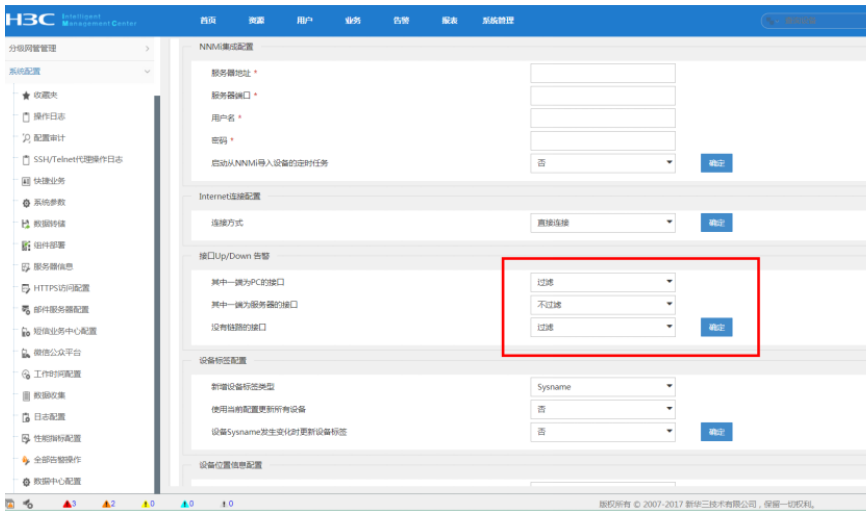 H3C Intelligent Management Center
首页 资源 用户 业务 告警 报表 系统管理
分级网管管理
系统配置
收藏夹
操作日志
配置审计
SSH/Telnet代理操作日志
快捷业务
系统参数
数据转储
组件部署
服务器信息
HTTPS访问配置
邮件服务器配置
短信业务中心配置
微信公众平台
工作时间配置
数据收集
日志配置
性能指标配置
全部告警操作
数据中心配置
NNMi集成配置
服务器地址 *
服务器端口 *
用户名 *
密码 *
启动从NNMi导入设备的定时任务 否 确定
Internet连接配置
连接方式 直接连接 确定
接口Up/Down 告警
其中一端为PC的接口 过滤
其中一端为服务器的接口 不过滤
没有链路的接口 过滤 确定
设备标签配置
新增设备标签类型 Sysname
使用当前配置更新所有设备 否
设备Sysname发生变化时更新设备标签 否 确定
设备位置信息配置
3 2 0 0 0
版权所有 © 2007-2017 新华三技术有限公司，保留一切权利。